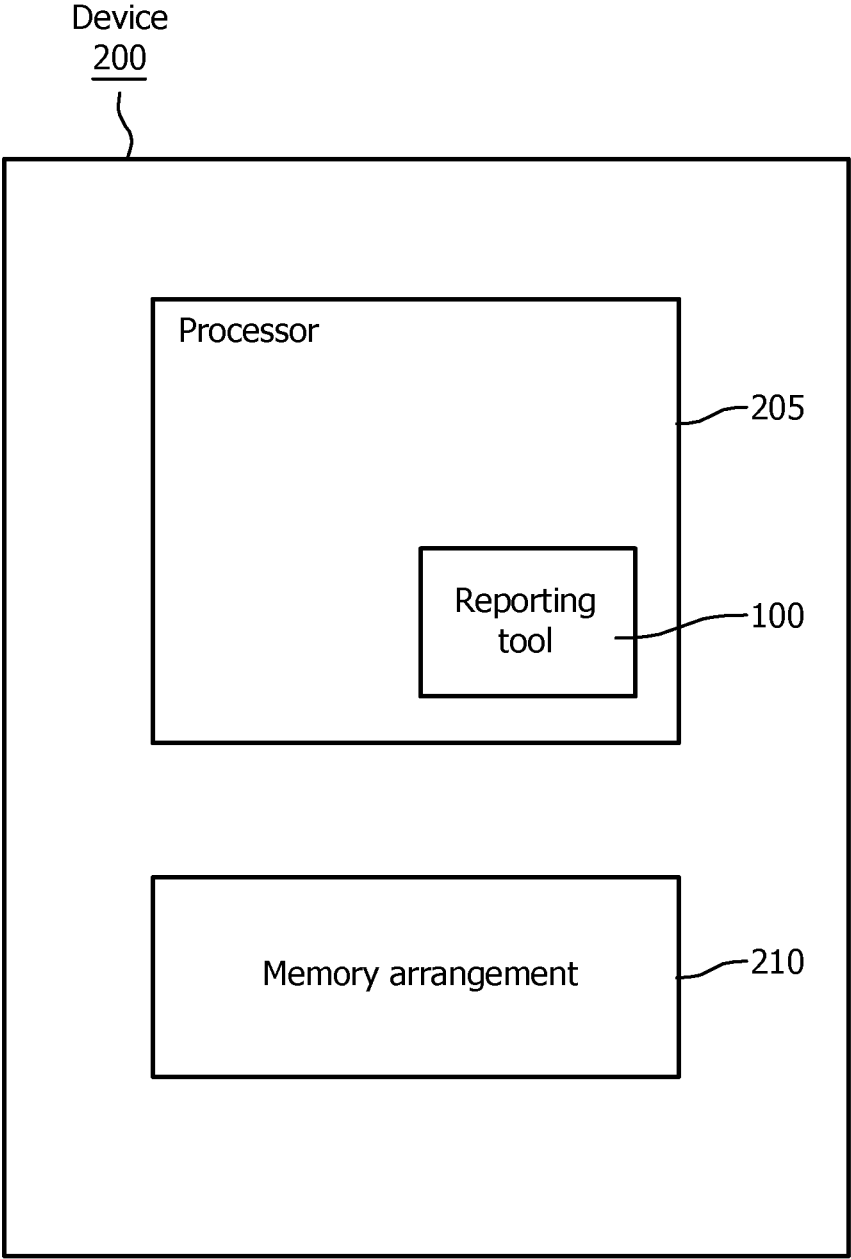 Device
200
Processor
205
Reporting
tool
100
Memory arrangement
210